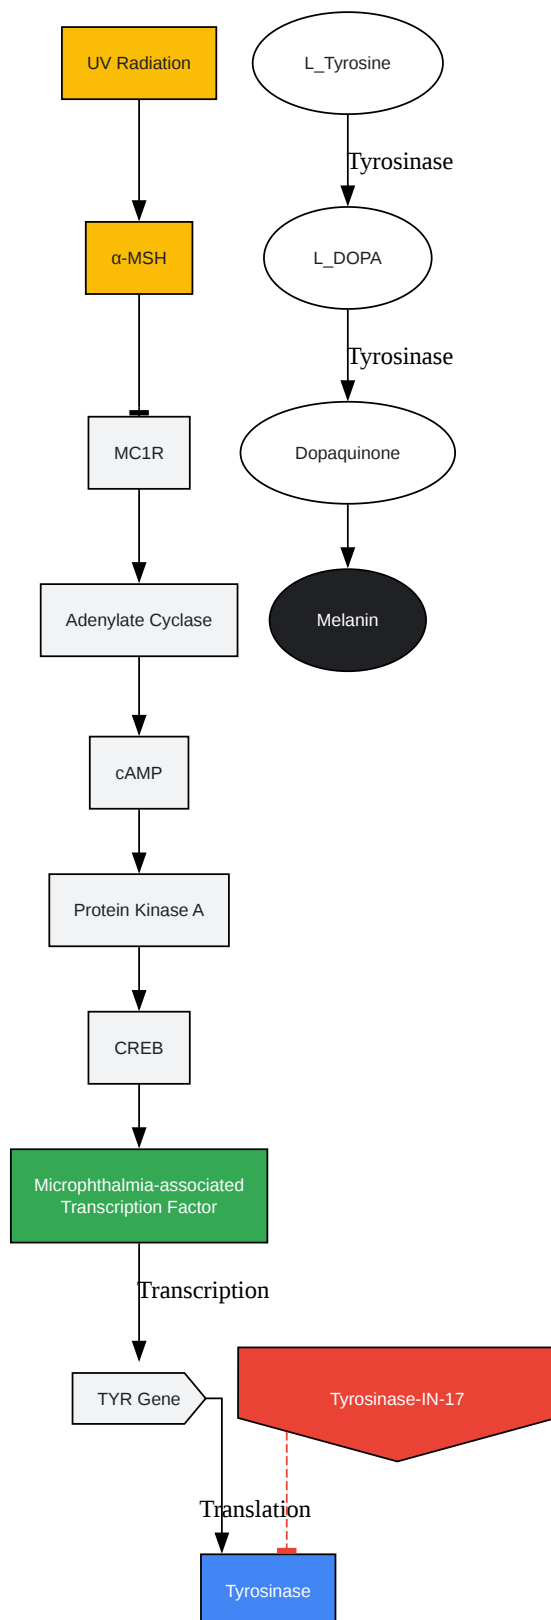 UV Radiation
L_Tyrosine
Tyrosinase
α-MSH
L_DOPA
Tyrosinase
MC1R
Dopaquinone
Adenylate Cyclase
Melanin
cAMP
Protein Kinase A
CREB
Microphthalmia-associated
Transcription Factor
Transcription
TYR Gene
Tyrosinase-IN-17
Translation
Tyrosinase